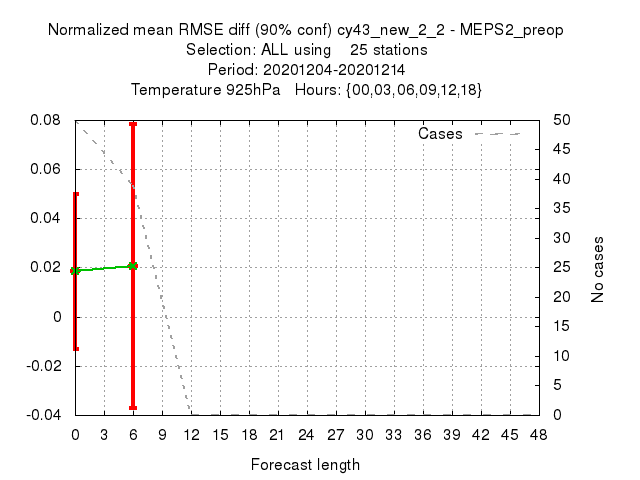 Normalized mean RMSE diff (90% conf) cy43_new_2_2 - MEPS2_preop
Selection: ALL using    25 stations
Period: 20201204-20201214
Temperature 925hPa   Hours: {00,03,06,09,12,18}
Cases
0.08
0.06
0.04
0.02
0
-0.02
-0.04
50
45
40
35
30
25
20
15
10
5
0
No cases
0 3 6 9 12 15 18 21 24 27 30 33 36 39 42 45 48
Forecast length